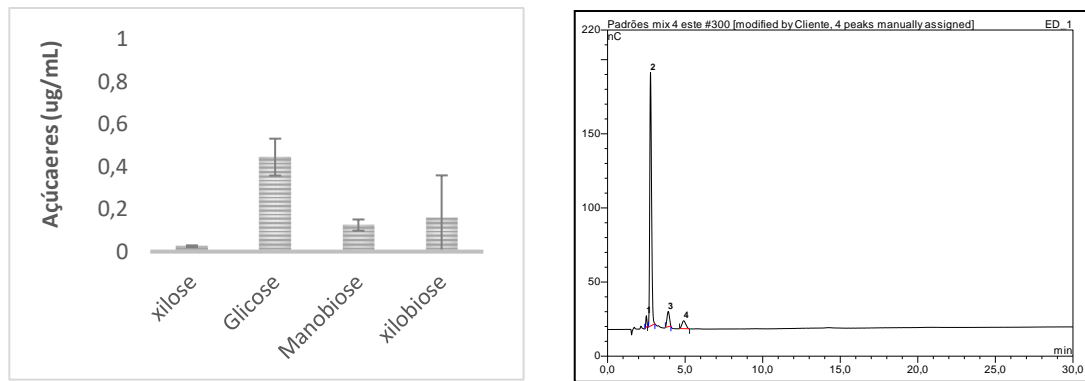 Açúcaeres (ug/mL)
1
0,8
0,6
0,4
0,2
0
xilose
Glicose
Manobiose
xilobiose
Padrões mix 4 este #300 [modified by Cliente, 4 peaks manually assigned] ED_1
220
nC
150
100
50
0
1
2
3
4
min
0,0 5,0 10,0 15,0 20,0 25,0 30,0